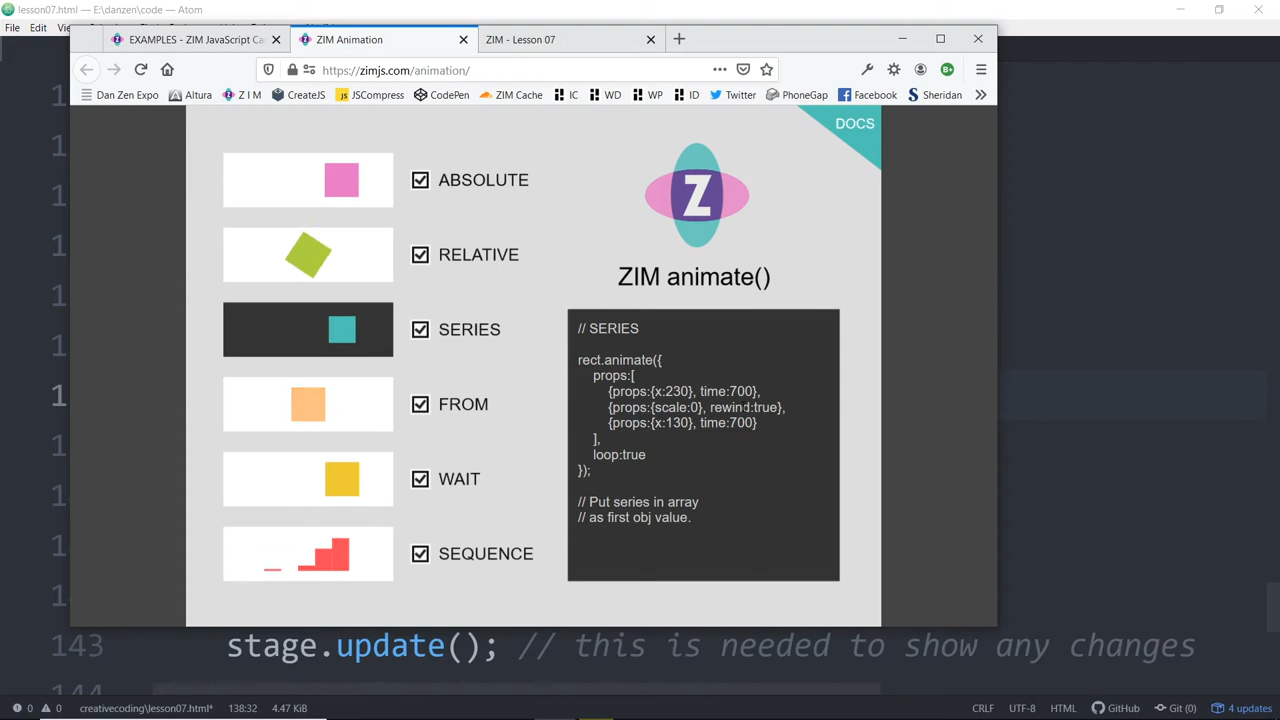 lesson07.html — E:\danzen\code — Atom
File Edit Vi
EXAMPLES - ZIM JavaScript Ca
ZIM Animation
ZIM - Lesson 07
https://zimjs.com/animation/
Dan Zen Expo Altura Z I M CreateJS JSCompress CodePen ZIM Cache IC WD WP ID Twitter PhoneGap Facebook Sheridan
DOCS
ABSOLUTE
RELATIVE
SERIES
FROM
WAIT
SEQUENCE
Z
ZIM animate()
// SERIES
rect.animate({
props:[
{props:{x:230}, time:700},
{props:{scale:0}, rewind:true},
{props:{x:130}, time:700}
],
loop:true
});
// Put series in array
// as first obj value.
143 stage.update(); // this is needed to show any changes
0 0 creativecoding\lesson07.html* 138:32 4.47 KiB CRLF UTF-8 HTML GitHub Git (0) 4 updates